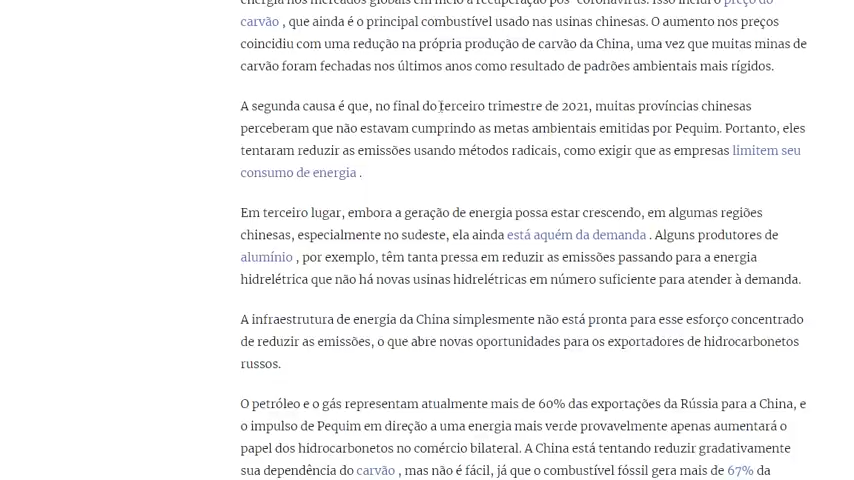 energia nos mercados globais em meio à recuperação pós-coronavírus. Isso incluiu o preço do
carvão , que ainda é o principal combustível usado nas usinas chinesas. O aumento nos preços
coincidiu com uma redução na própria produção de carvão da China, uma vez que muitas minas de
carvão foram fechadas nos últimos anos como resultado de padrões ambientais mais rígidos.
A segunda causa é que, no final do terceiro trimestre de 2021, muitas províncias chinesas
perceberam que não estavam cumprindo as metas ambientais emitidas por Pequim. Portanto, eles
tentaram reduzir as emissões usando métodos radicais, como exigir que as empresas limitem seu
consumo de energia .
Em terceiro lugar, embora a geração de energia possa estar crescendo, em algumas regiões
chinesas, especialmente no sudeste, ela ainda está aquém da demanda . Alguns produtores de
alumínio , por exemplo, têm tanta pressa em reduzir as emissões passando para a energia
hidrelétrica que não há novas usinas hidrelétricas em número suficiente para atender à demanda.
A infraestrutura de energia da China simplesmente não está pronta para esse esforço concentrado
de reduzir as emissões, o que abre novas oportunidades para os exportadores de hidrocarbonetos
russos.
O petróleo e o gás representam atualmente mais de 60% das exportações da Rússia para a China, e
o impulso de Pequim em direção a uma energia mais verde provavelmente apenas aumentará o
papel dos hidrocarbonetos no comércio bilateral. A China está tentando reduzir gradativamente
sua dependência do carvão , mas não é fácil, já que o combustível fóssil gera mais de 67% da